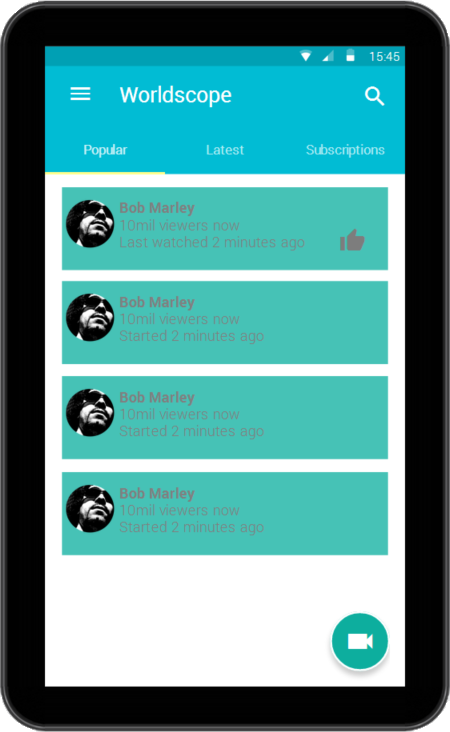 15:45
Worldscope
Popular Latest Subscriptions
Bob Marley
10mil viewers now
Last watched 2 minutes ago
Bob Marley
10mil viewers now
Started 2 minutes ago
Bob Marley
10mil viewers now
Started 2 minutes ago
Bob Marley
10mil viewers now
Started 2 minutes ago